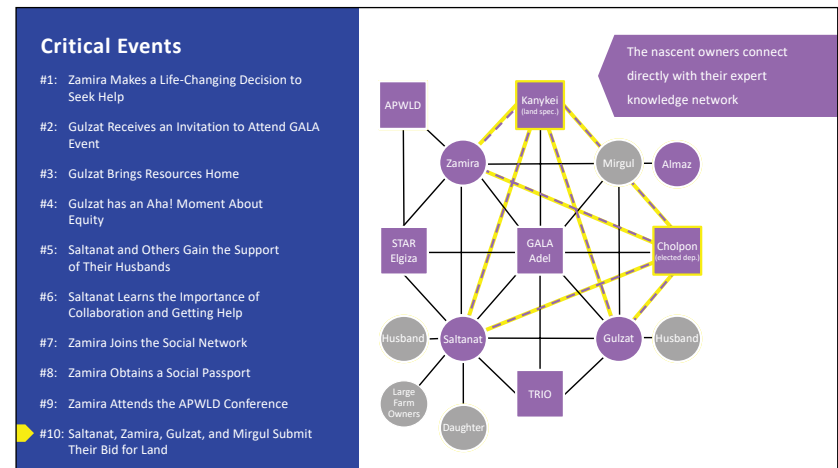 Critical Events
#1: Zamira Makes a Life-Changing Decision to
Seek Help
#2: Gulzat Receives an Invitation to Attend GALA
Event
#3: Gulzat Brings Resources Home
#4: Gulzat has an Aha! Moment About
Equity
#5: Saltanat and Others Gain the Support
of Their Husbands
#6: Saltanat Learns the Importance of
Collaboration and Getting Help
#7: Zamira Joins the Social Network
#8: Zamira Obtains a Social Passport
#9: Zamira Attends the APWLD Conference
#10: Saltanat, Zamira, Gulzat, and Mirgul Submit
Their Bid for Land
The nascent owners connect
directly with their expert
knowledge network
APWLD
Kanykei
(land spec.)
Zamira
Mirgul
Almaz
STAR
Elgiza
GALA
Adel
Cholpon
(elected dep.)
Husband
Saltanat
Gulzat
Husband
Large
Farm
Owners
Daughter
TRIO